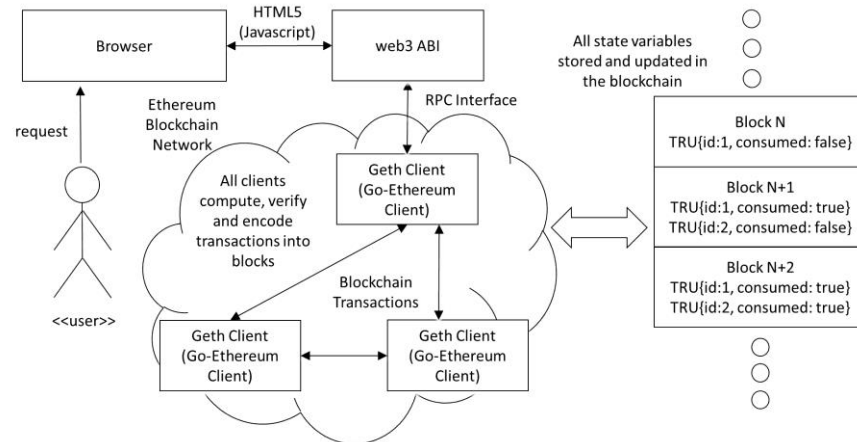 HTML5
(Javascript)
Browser
web3 ABI
All state variables
stored and updated in
the blockchain
request
Ethereum
Blockchain
Network
RPC Interface
Block N
TRU{id:1, consumed: false}
Geth Client
(Go-Ethereum
Client)
All clients
compute, verify
and encode
transactions into
blocks
Block N+1
TRU{id:1, consumed: true}
TRU{id:2, consumed: false}
Block N+2
TRU{id:1, consumed: true}
TRU{id:2, consumed: true}
Blockchain
Transactions
<<user>>
Geth Client
(Go-Ethereum
Client)
Geth Client
(Go-Ethereum
Client)